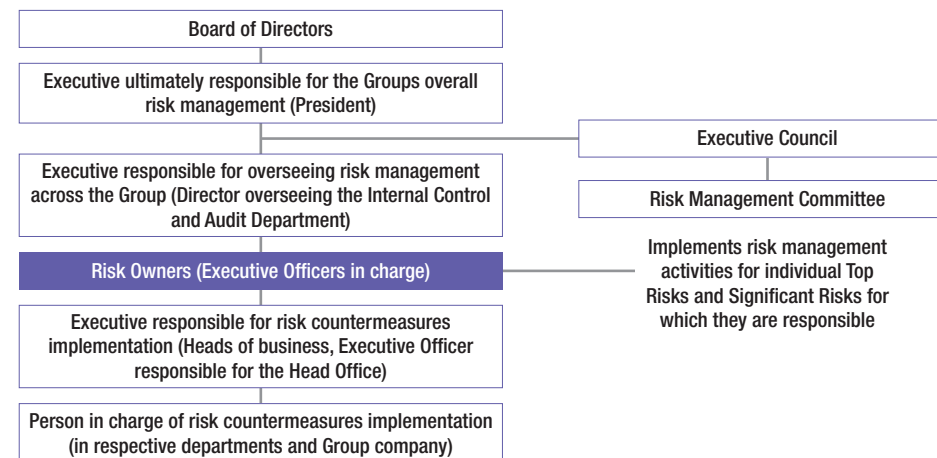 Board of Directors
Executive ultimately responsible for the Groups overall
risk management (President)
Executive Council
Executive responsible for overseeing risk management
across the Group (Director overseeing the Internal Control
and Audit Department)
Risk Management Committee
Risk Owners (Executive Officers in charge)
Implements risk management
activities for individual Top
Risks and Significant Risks for
which they are responsible
Executive responsible for risk countermeasures
implementation (Heads of business, Executive Officer
responsible for the Head Office)
Person in charge of risk countermeasures implementation
(in respective departments and Group company)